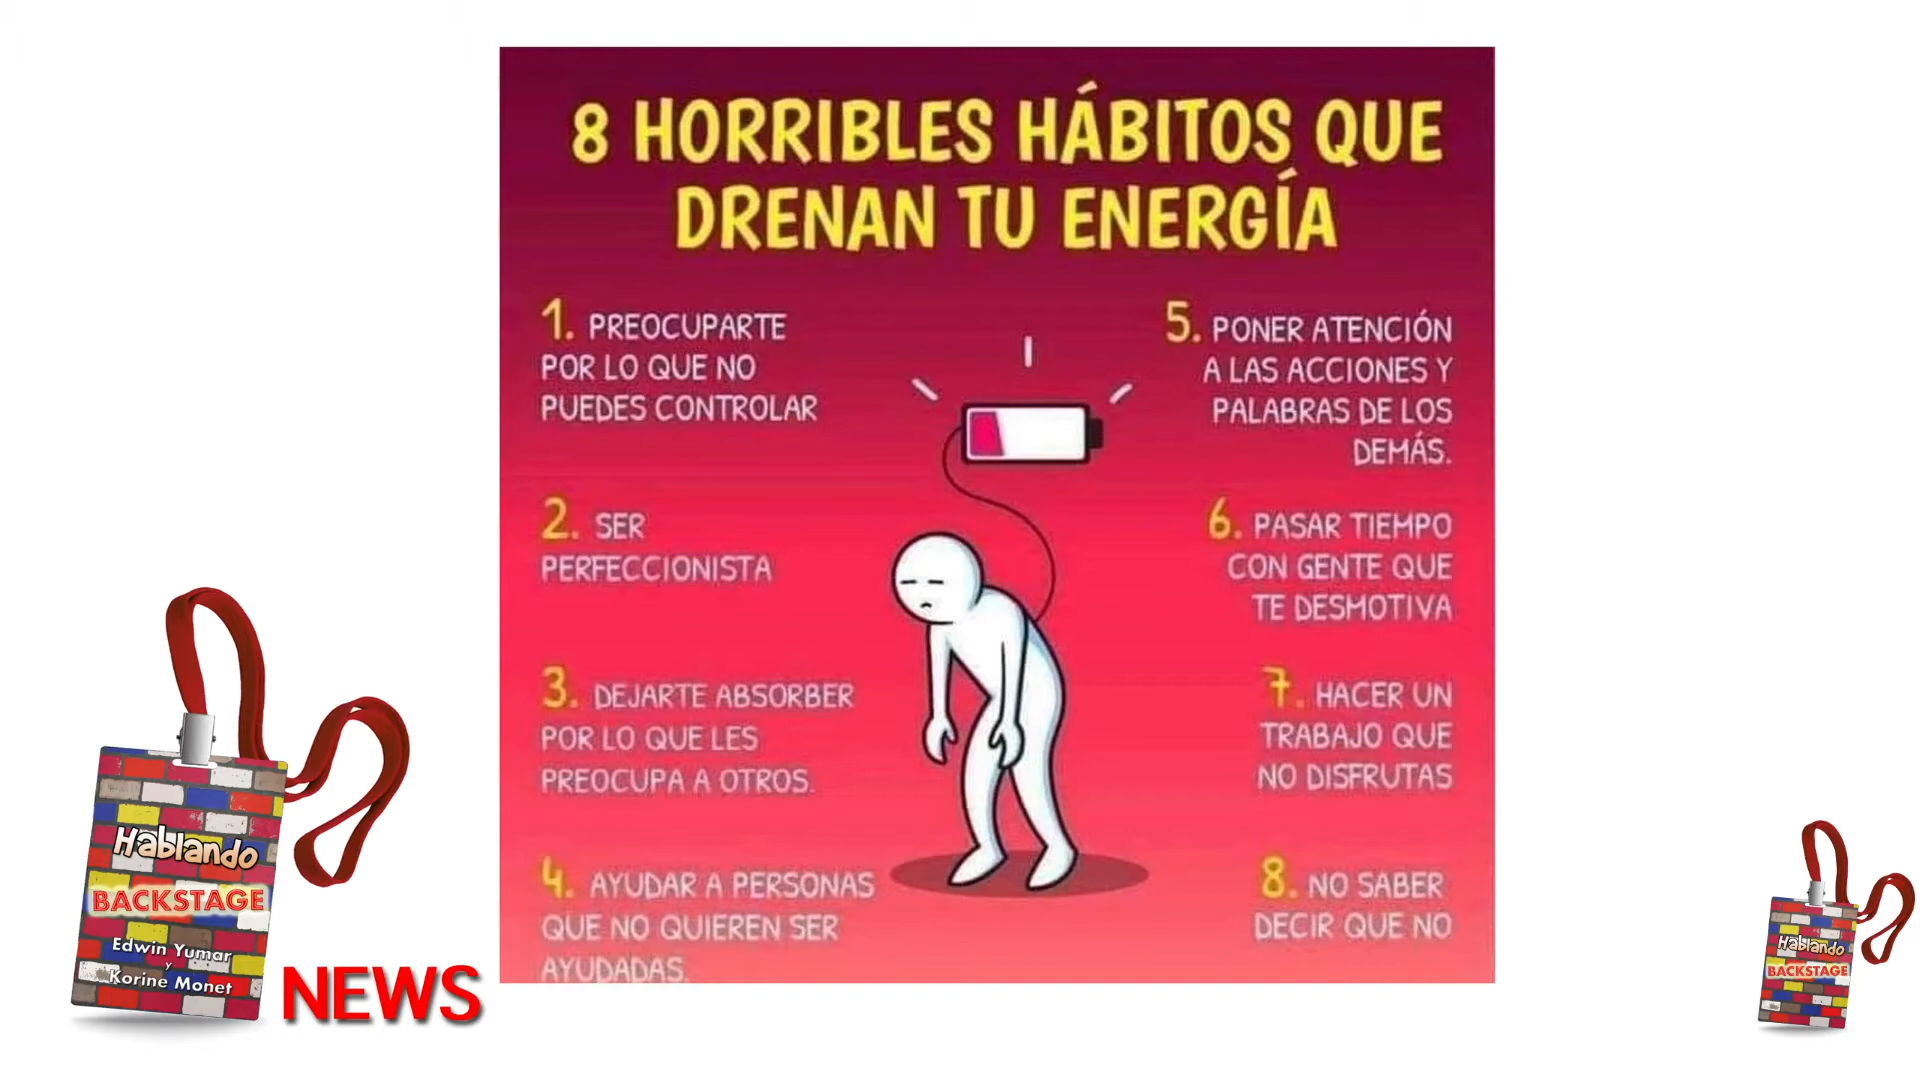 8 HORRIBLES HÁBITOS QUE
DRENAN TU ENERGÍA
1. PREOCUPARTE
POR LO QUE NO
PUEDES CONTROLAR
2. SER
PERFECCIONISTA
3. DEJARTE ABSORBER
POR LO QUE LES
PREOCUPA A OTROS.
4. AYUDAR A PERSONAS
QUE NO QUIEREN SER
AYUDADAS.
5. PONER ATENCIÓN
A LAS ACCIONES Y
PALABRAS DE LOS
DEMÁS.
6. PASAR TIEMPO
CON GENTE QUE
TE DESMOTIVA
7. HACER UN
TRABAJO QUE
NO DISFRUTAS
8. NO SABER
DECIR QUE NO
Hablando
BACKSTAGE
Edwin Yumar
y
Korine Monet
NEWS
Hablando
BACKSTAGE